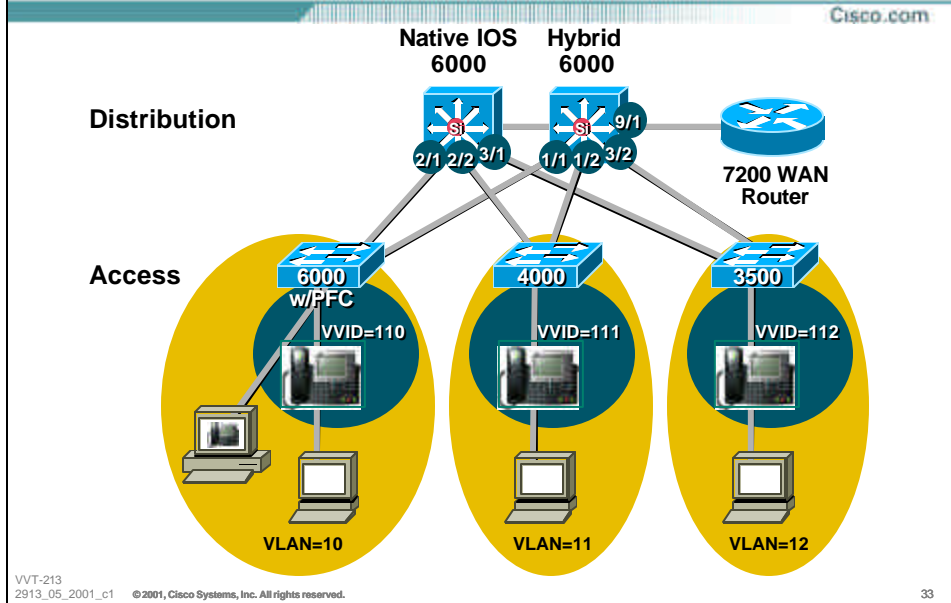 Cisco.com
Native IOS
6000
Hybrid
6000
Distribution
Si
Si
9/1
2/1
2/2
3/1
1/1
1/2
3/2
7200 WAN
Router
Access
6000
w/PFC
4000
3500
VVID=110
VVID=111
VVID=112
VLAN=10
VLAN=11
VLAN=12
VVT-213
2913_05_2001_c1
© 2001, Cisco Systems, Inc. All rights reserved.
33